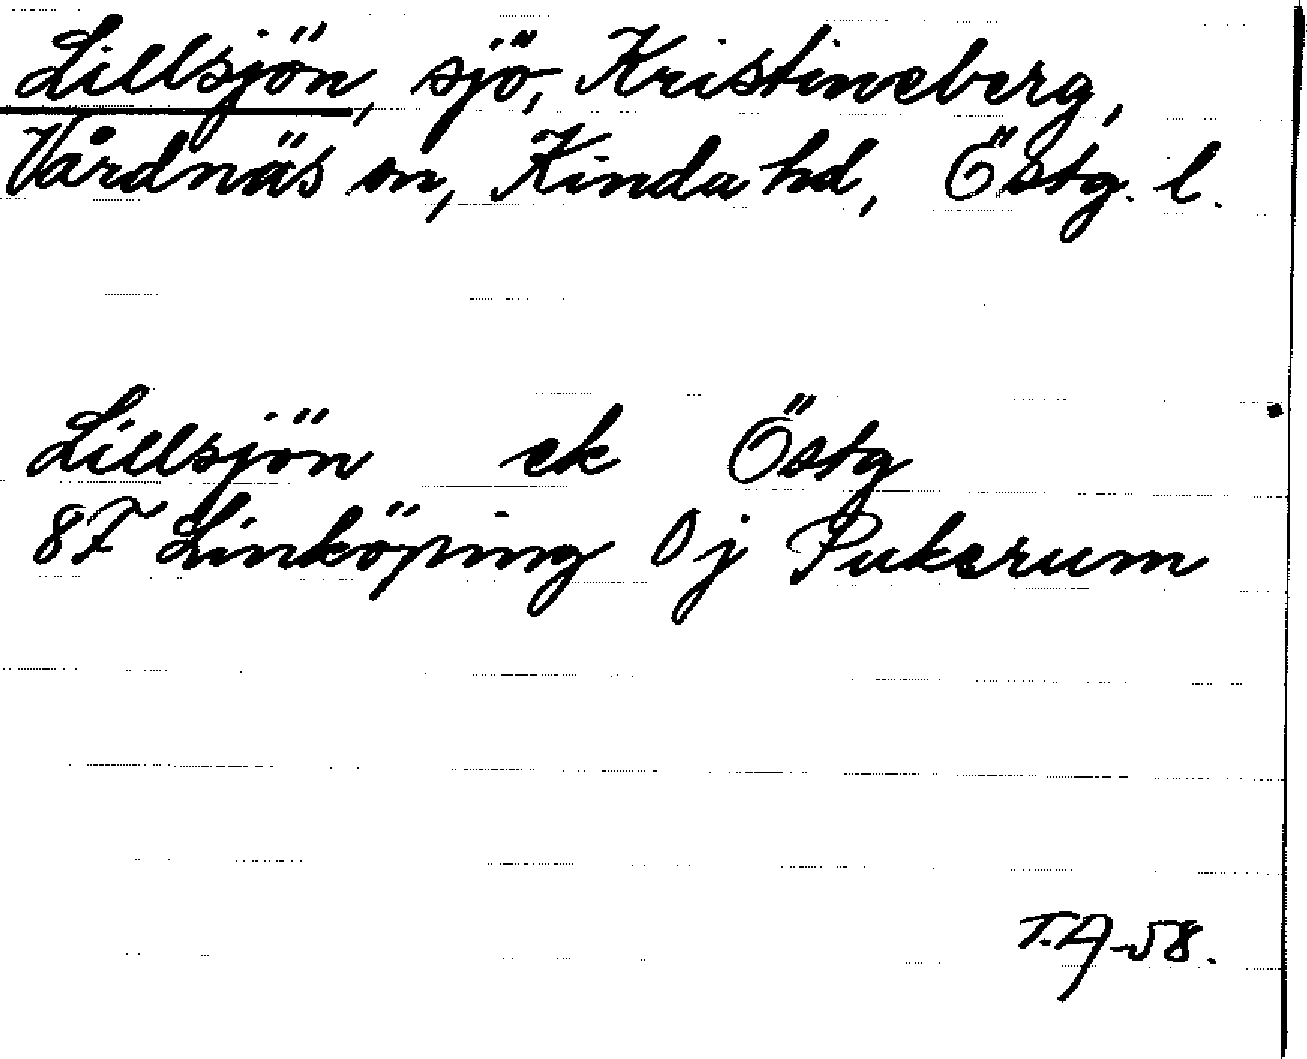 Lillsjön, sjö, Kristineberg,
Vårdnäs sn, Kinda hd, Östg. l.
Lillsjön ek Östg
8F Linköping 0j Pukerum
T.A-58.